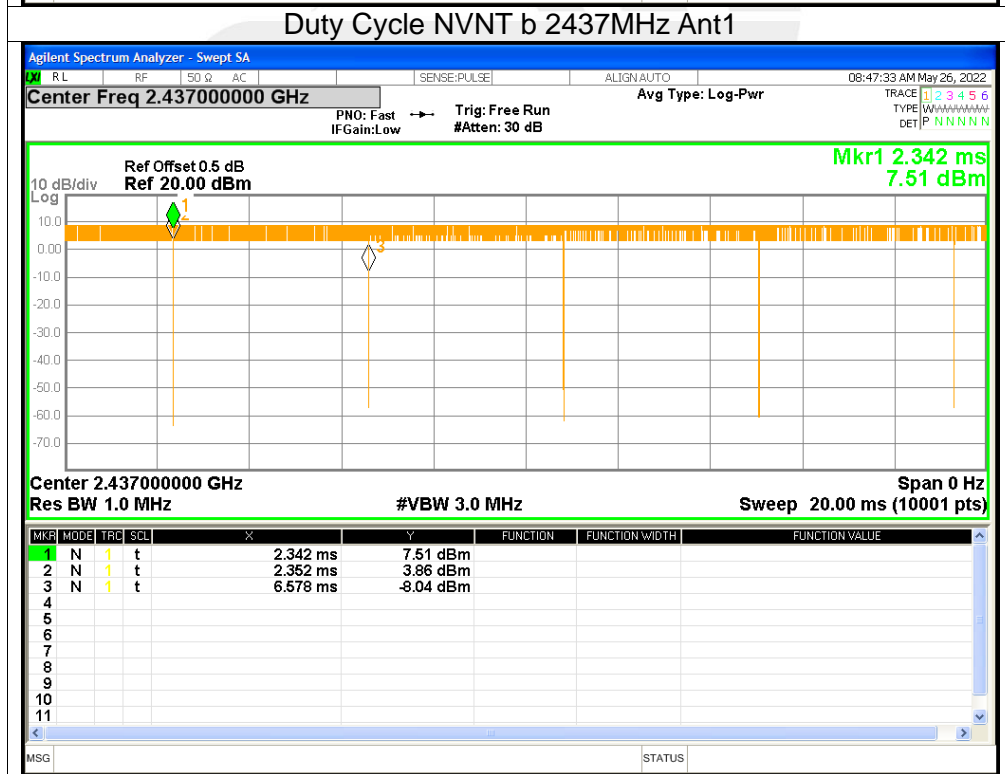 Duty Cycle NVNT b 2437MHz Ant1
Agilent Spectrum Analyzer - Swept SA
LXI RL RF 50 Ω AC SENSE:PULSE ALIGN AUTO 08:47:33 AM May 26, 2022
Center Freq 2.437000000 GHz Avg Type: Log-Pwr TRACE 1 2 3 4 5 6
PNO: Fast Trig: Free Run TYPE W
IFGain:Low #Atten: 30 dB DET P N N N N N
Mkr1 2.342 ms
7.51 dBm
Ref Offset 0.5 dB
10 dB/div Ref 20.00 dBm
Log
1
2
3
10.0
0.00
-10.0
-20.0
-30.0
-40.0
-50.0
-60.0
-70.0
Center 2.437000000 GHz Span 0 Hz
Res BW 1.0 MHz #VBW 3.0 MHz Sweep 20.00 ms (10001 pts)
MKR MODE TRC SCL X Y FUNCTION FUNCTION WIDTH FUNCTION VALUE
1 N 1 t 2.342 ms 7.51 dBm
2 N 1 t 2.352 ms 3.86 dBm
3 N 1 t 6.578 ms -8.04 dBm
4
5
6
7
8
9
10
11
MSG STATUS